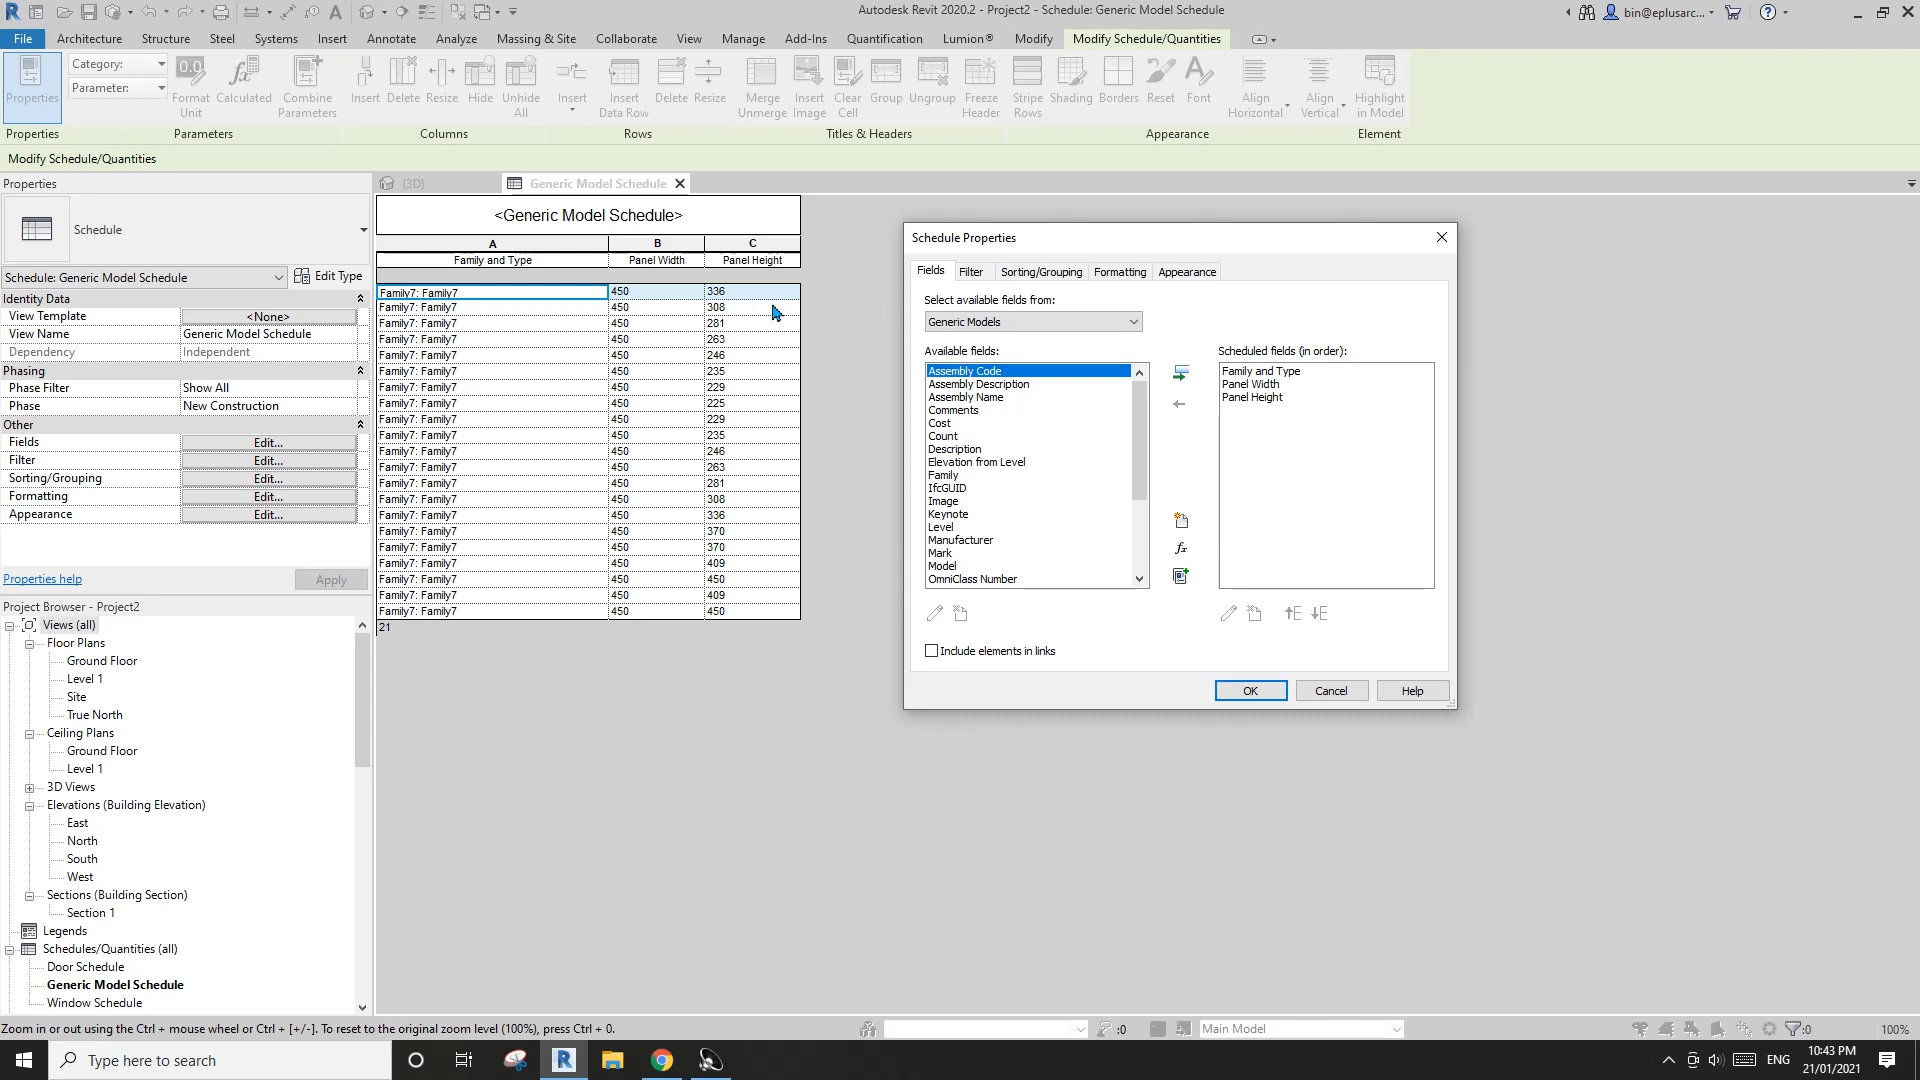 Autodesk Revit 2020.2 - Project2 - Schedule: Generic Model Schedule
bin@eplusarc...
File Architecture Structure Steel Systems Insert Annotate Analyze Massing & Site Collaborate View Manage Add-Ins Quantification Lumion® Modify Modify Schedule/Quantities
Category:
Parameter:
Properties
Format Unit
Calculated
Combine Parameters
Insert
Delete
Resize
Hide
Unhide All
Insert
Insert Data Row
Delete
Resize
Merge Unmerge
Insert Image
Clear Cell
Group
Ungroup
Freeze Header
Stripe Rows
Shading
Borders
Reset
Font
Align Horizontal
Align Vertical
Highlight in Model
Properties Parameters Columns Rows Titles & Headers Appearance Element
Modify Schedule/Quantities
Properties
Schedule
Schedule: Generic Model Schedule
Edit Type
Identity Data
View Template <None>
View Name Generic Model Schedule
Dependency Independent
Phasing
Phase Filter Show All
Phase New Construction
Other
Fields Edit...
Filter Edit...
Sorting/Grouping Edit...
Formatting Edit...
Appearance Edit...
Properties help
Apply
Project Browser - Project2
Views (all)
Floor Plans
Ground Floor
Level 1
Site
True North
Ceiling Plans
Ground Floor
Level 1
3D Views
Elevations (Building Elevation)
East
North
South
West
Sections (Building Section)
Section 1
Legends
Schedules/Quantities (all)
Door Schedule
Generic Model Schedule
Window Schedule
{3D}
Generic Model Schedule
<Generic Model Schedule>
A B C
Family and Type Panel Width Panel Height
Family7: Family7 450 336
Family7: Family7 450 308
Family7: Family7 450 281
Family7: Family7 450 263
Family7: Family7 450 246
Family7: Family7 450 235
Family7: Family7 450 229
Family7: Family7 450 225
Family7: Family7 450 229
Family7: Family7 450 235
Family7: Family7 450 246
Family7: Family7 450 263
Family7: Family7 450 281
Family7: Family7 450 308
Family7: Family7 450 336
Family7: Family7 450 370
Family7: Family7 450 370
Family7: Family7 450 409
Family7: Family7 450 450
Family7: Family7 450 409
Family7: Family7 450 450
21
Schedule Properties
Fields Filter Sorting/Grouping Formatting Appearance
Select available fields from:
Generic Models
Available fields:
Assembly Code
Assembly Description
Assembly Name
Comments
Cost
Count
Description
Elevation from Level
Family
IfcGUID
Image
Keynote
Level
Manufacturer
Mark
Model
OmniClass Number
Scheduled fields (in order):
Family and Type
Panel Width
Panel Height
Include elements in links
OK Cancel Help
Zoom in or out using the Ctrl + mouse wheel or Ctrl + [+/-]. To reset to the original zoom level (100%), press Ctrl + 0.
:0
Main Model
:0
100%
Type here to search
ENG
10:43 PM
21/01/2021